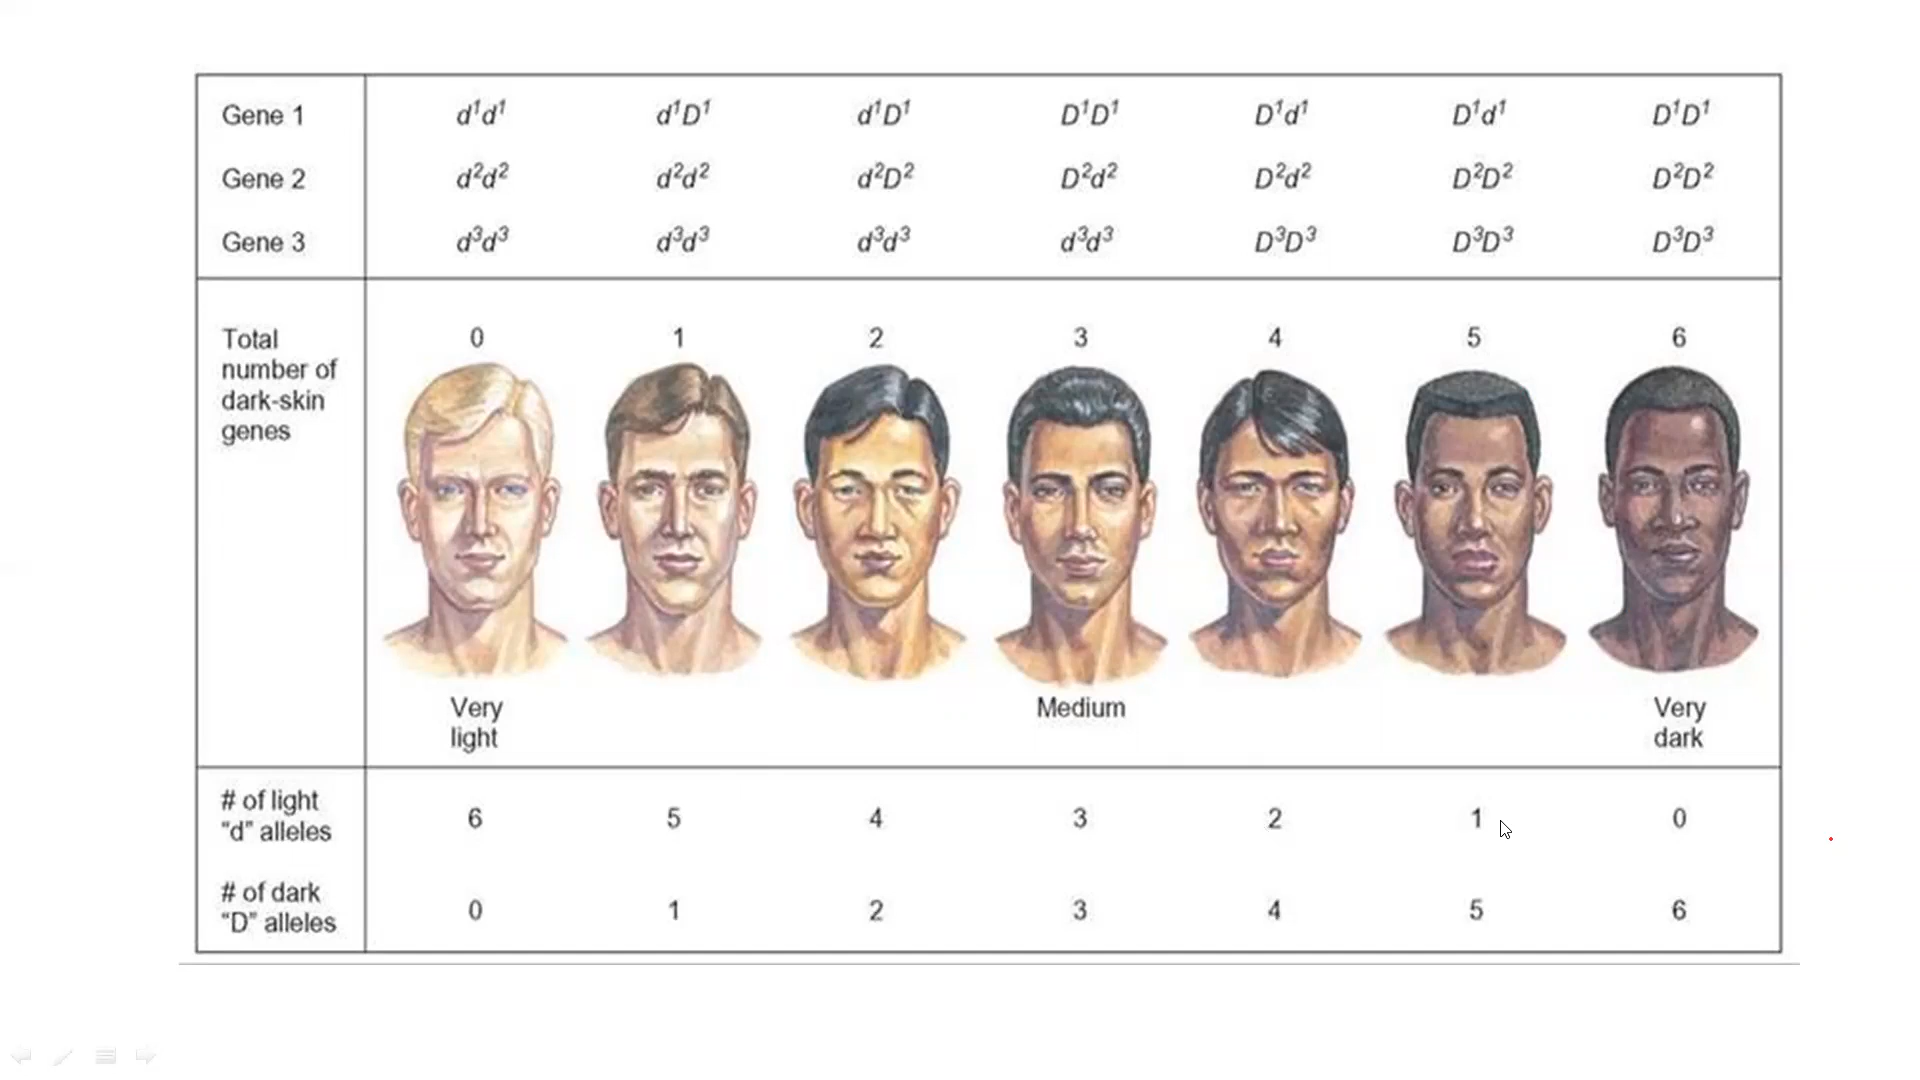 Gene 1 d¹d¹ d¹D¹ d¹D¹ D¹D¹ D¹d¹ D¹d¹ D¹D¹
Gene 2 d²d² d²d² d²D² D²d² D²d² D²D² D²D²
Gene 3 d³d³ d³d³ d³d³ d³d³ D³D³ D³D³ D³D³
Total
number of
dark-skin
genes
0 1 2 3 4 5 6
Very
light
Medium
Very
dark
# of light
"d" alleles
6 5 4 3 2 1 0
# of dark
"D" alleles
0 1 2 3 4 5 6